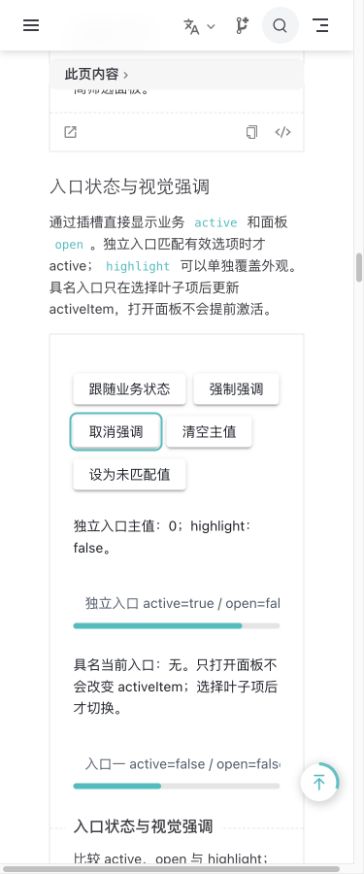 此页内容 ›
入口状态与视觉强调
通过插槽直接显示业务 active 和面板
open 。独立入口匹配有效选项时才
active； highlight 可以单独覆盖外观。
具名入口只在选择叶子项后更新
activeItem，打开面板不会提前激活。
跟随业务状态 强制强调
取消强调 清空主值
设为未匹配值
独立入口主值：0；highlight：
false。
独立入口 active=true / open=fal
具名当前入口：无。只打开面板不
会改变 activeItem；选择叶子项后
才切换。
入口一 active=false / open=fals
入口状态与视觉强调
比较 active、open 与 highlight；